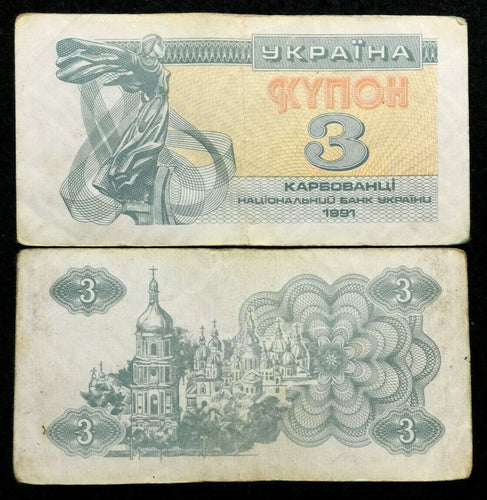 УКРАЇНА
КУПОН
3
КАРБОВАНЦІ
НАЦІОНАЛЬНИЙ БАНК УКРАЇНИ
1991
3 3
3 3